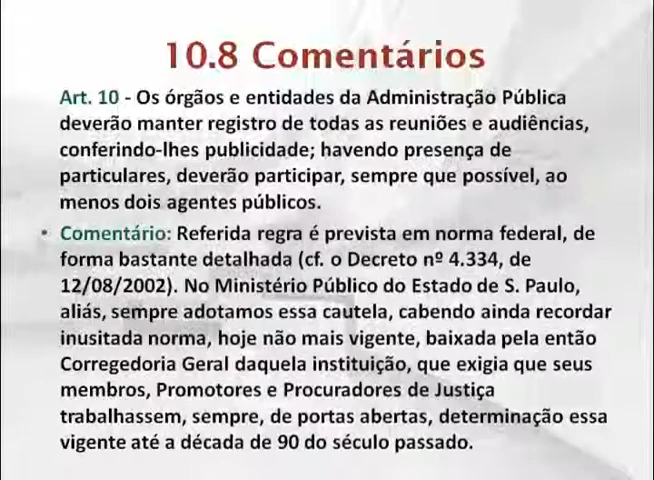 10.8 Comentários
Art. 10 - Os órgãos e entidades da Administração Pública
deverão manter registro de todas as reuniões e audiências,
conferindo-lhes publicidade; havendo presença de
particulares, deverão participar, sempre que possível, ao
menos dois agentes públicos.
• Comentário: Referida regra é prevista em norma federal, de
forma bastante detalhada (cf. o Decreto nº 4.334, de
12/08/2002). No Ministério Público do Estado de S. Paulo,
aliás, sempre adotamos essa cautela, cabendo ainda recordar
inusitada norma, hoje não mais vigente, baixada pela então
Corregedoria Geral daquela instituição, que exigia que seus
membros, Promotores e Procuradores de Justiça
trabalhassem, sempre, de portas abertas, determinação essa
vigente até a década de 90 do século passado.